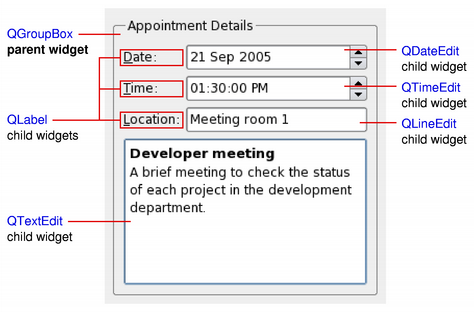 Appointment Details
QGroupBox
parent widget
Date:
21 Sep 2005
QDateEdit
child widget
Time:
01:30:00 PM
QTimeEdit
child widget
QLabel
child widgets
Location:
Meeting room 1
QLineEdit
child widget
Developer meeting
A brief meeting to check the status
of each project in the development
department.
QTextEdit
child widget